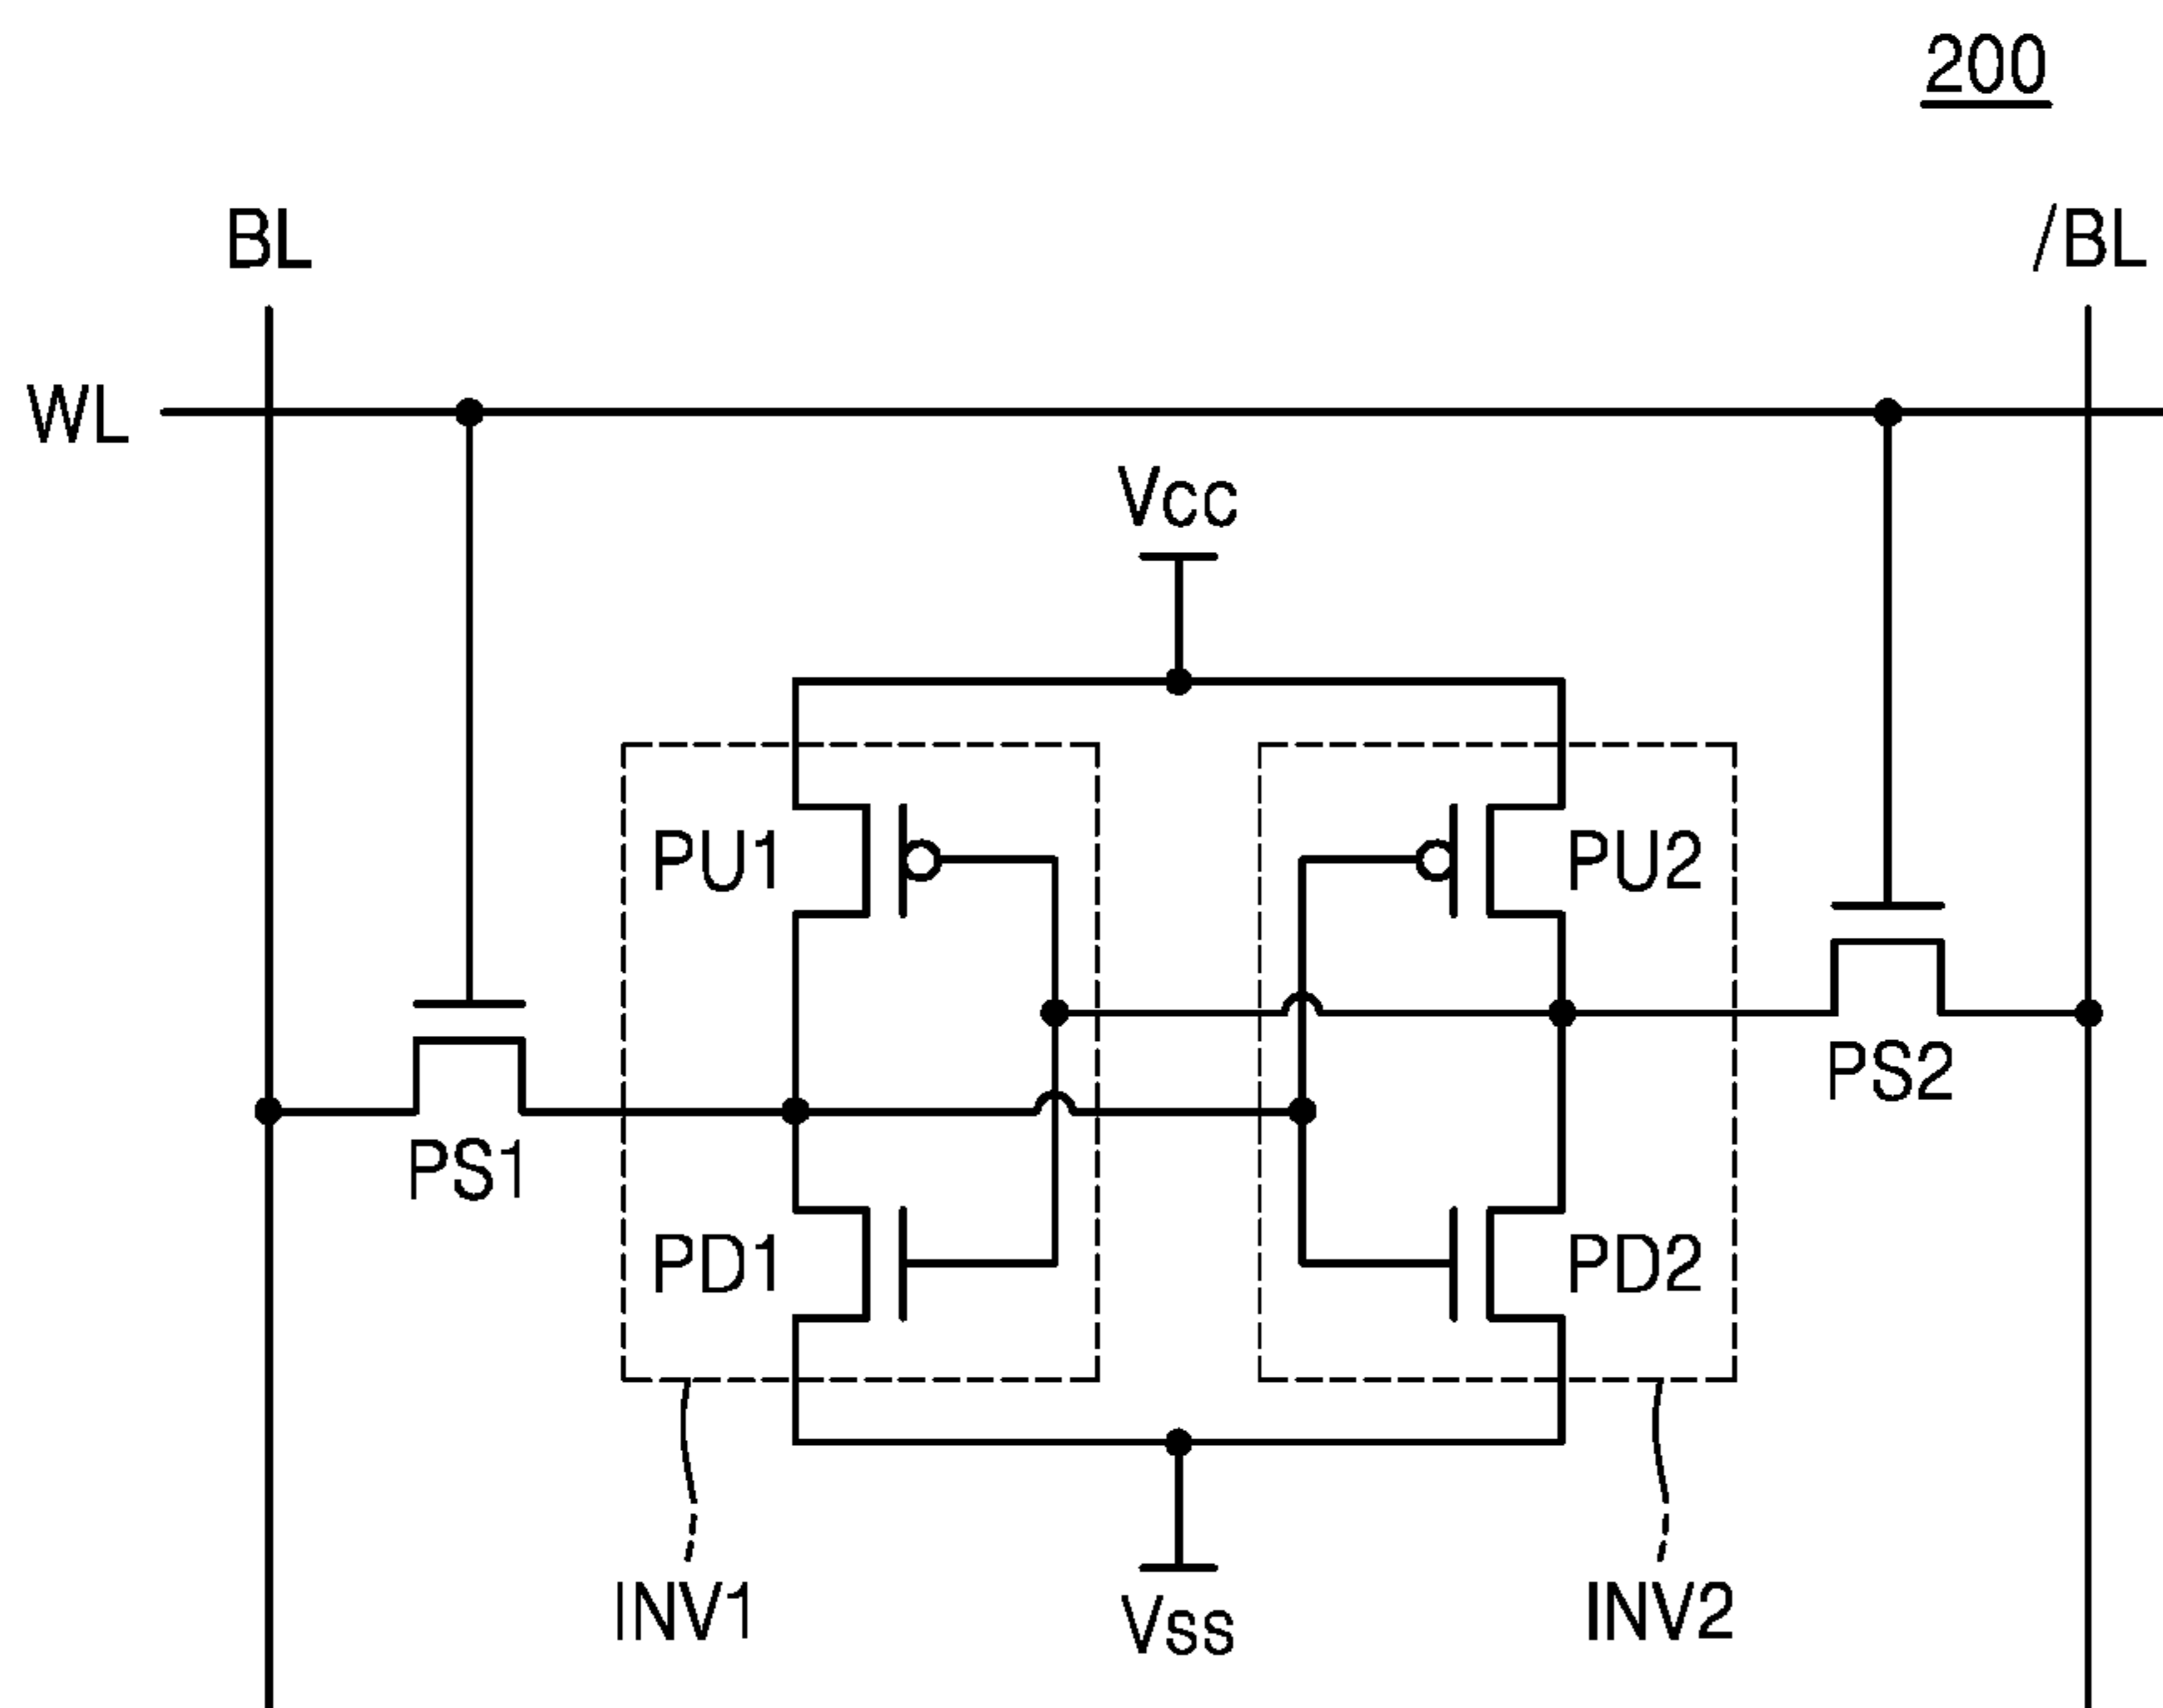 200
BL
/BL
WL
Vcc
PU1
PU2
PS2
PS1
PD1
PD2
INV1
Vss
INV2